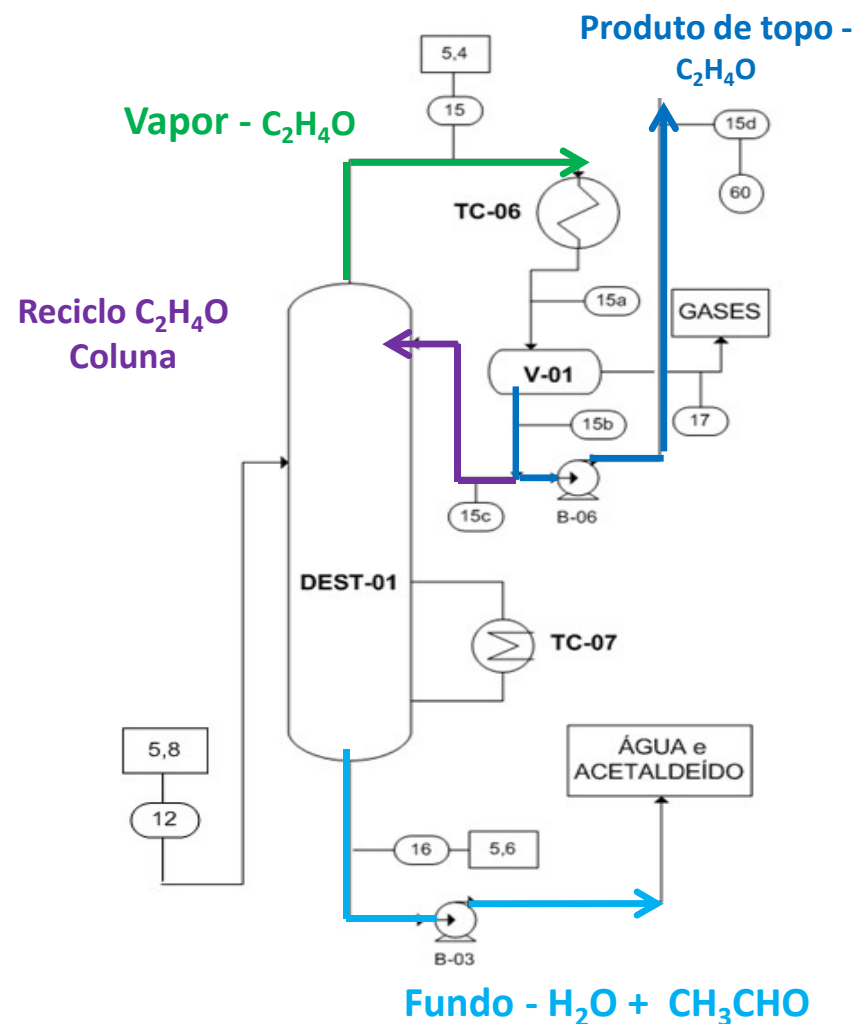 Produto de topo -
C₂H₄O
5,4
15
15d
Vapor - C₂H₄O
60
TC-06
15a
GASES
Reciclo C₂H₄O
Coluna
V-01
17
15b
15c
B-06
DEST-01
TC-07
5,8
ÁGUA e
ACETALDEÍDO
12
16
5,6
B-03
Fundo - H₂O + CH₃CHO